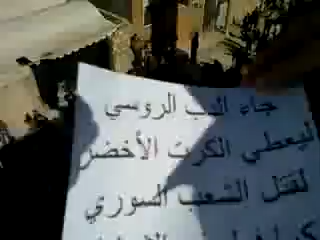 جاء الدب الروسي
ليعطي الكرت الأخضر
لقتل الشعب السوري